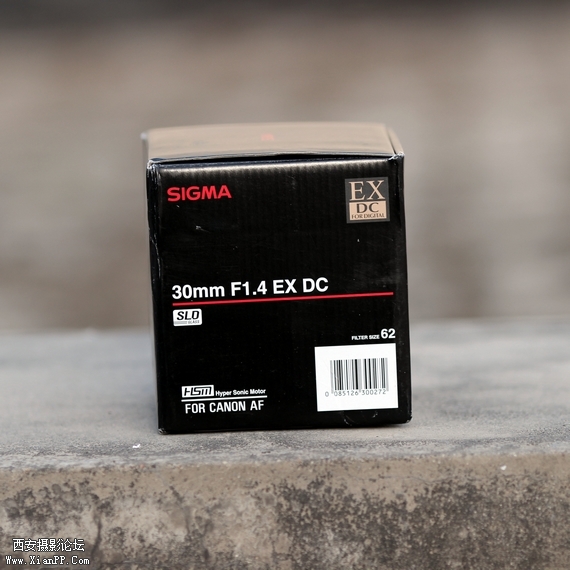 SIGMA
EX
DC
FOR DIGITAL
30mm F1.4 EX DC
SLD
FILTER SIZE 62
HSM Hyper Sonic Motor
FOR CANON AF
0 085126 300272
西安摄影论坛
www.XianPP.Com